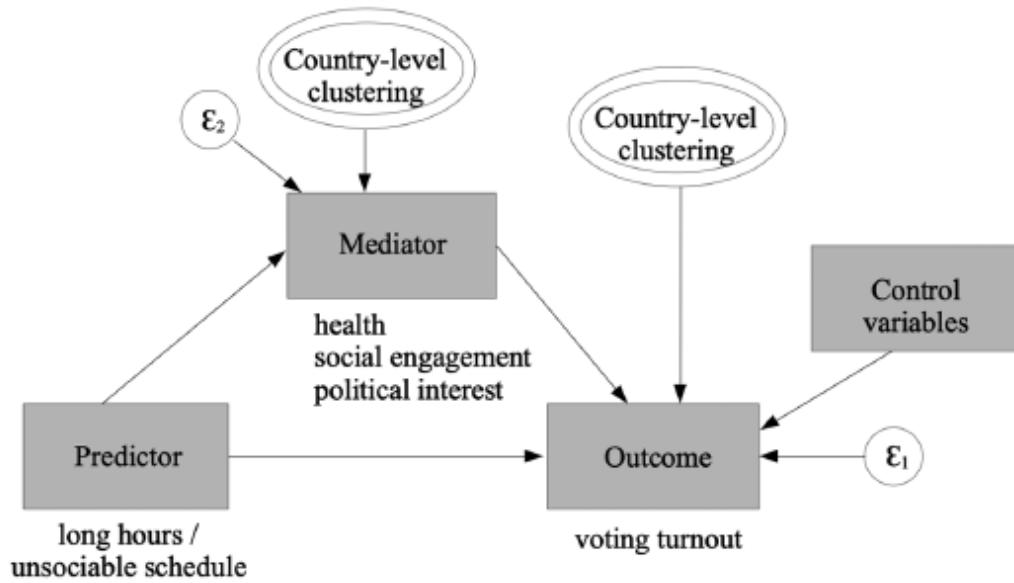 Country-level
clustering
ε₂
Country-level
clustering
Mediator
Control
variables
health
social engagement
political interest
Predictor
Outcome
ε₁
long hours /
unsociable schedule
voting turnout